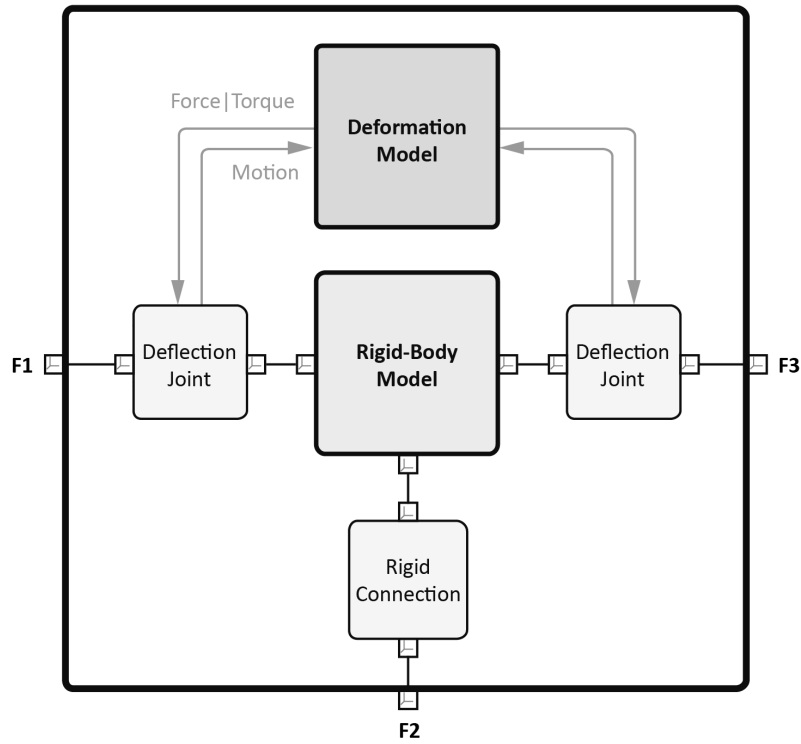 Force|Torque
Deformation
Model
Motion
Deflection
Joint
Rigid-Body
Model
Deflection
Joint
F1
F3
Rigid
Connection
F2